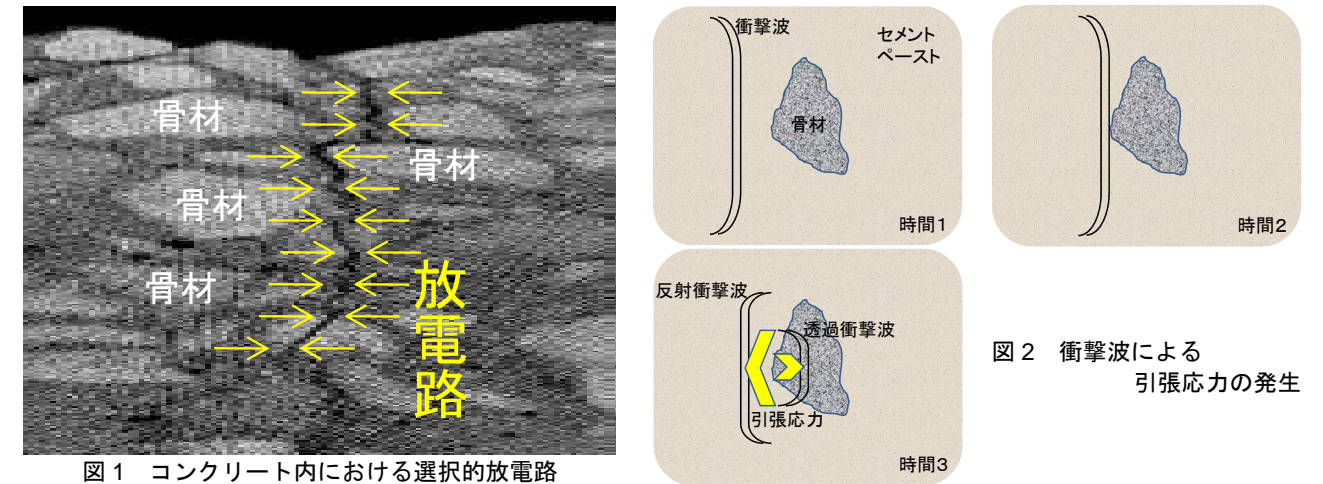 骨材
骨材
骨材
骨材
放電路
図1　コンクリート内における選択的放電路
衝撃波
セメント
ペースト
骨材
時間1
時間2
反射衝撃波
透過衝撃波
引張応力
時間3
図2　衝撃波による
引張応力の発生